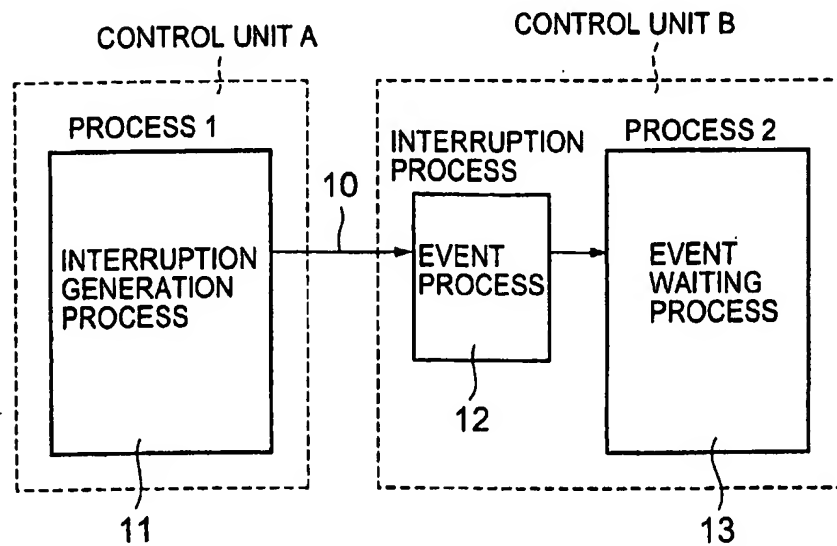 CONTROL UNIT A
CONTROL UNIT B
PROCESS 1
INTERRUPTION
PROCESS
PROCESS 2
10
INTERRUPTION
GENERATION
PROCESS
EVENT
PROCESS
EVENT
WAITING
PROCESS
12
11
13